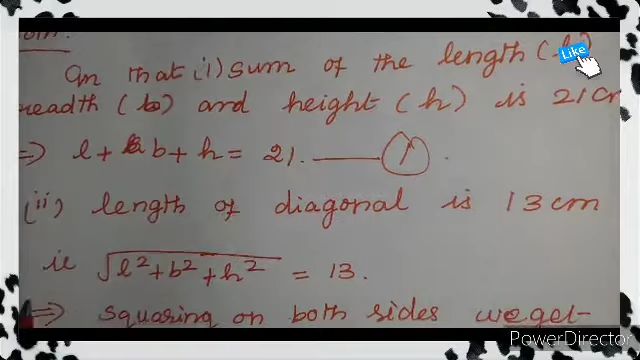 Soln:
Gn that (i) Sum of the length (l)
readth (b) and height (h) is 21 Cm
=> l + b + h = 21. —— (1)
(ii) length of diagonal is 13 cm
ie √l²+b²+h² = 13.
=> Squaring on both sides we get
Like
PowerDirector